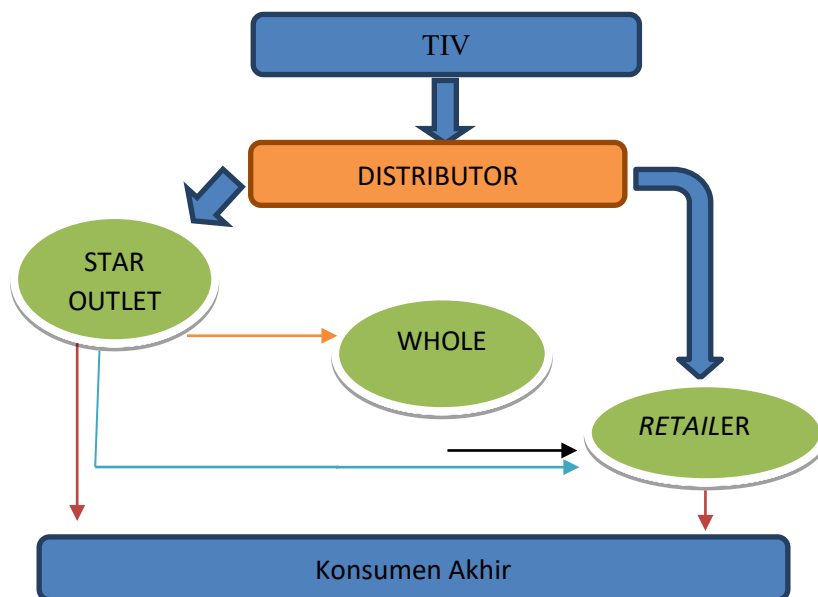 TIV
DISTRIBUTOR
STAR
OUTLET
WHOLE
RETAILER
Konsumen Akhir